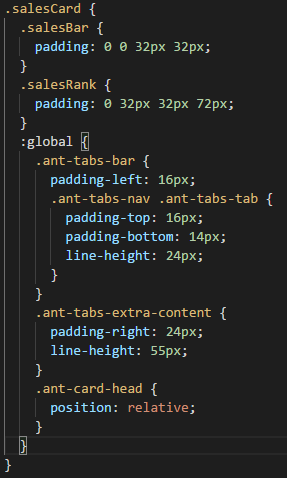 .salesCard {
  .salesBar {
    padding: 0 0 32px 32px;
  }
  .salesRank {
    padding: 0 32px 32px 72px;
  }
  :global {
    .ant-tabs-bar {
      padding-left: 16px;
      .ant-tabs-nav .ant-tabs-tab {
        padding-top: 16px;
        padding-bottom: 14px;
        line-height: 24px;
      }
    }
    .ant-tabs-extra-content {
      padding-right: 24px;
      line-height: 55px;
    }
    .ant-card-head {
      position: relative;
    }
  }
}